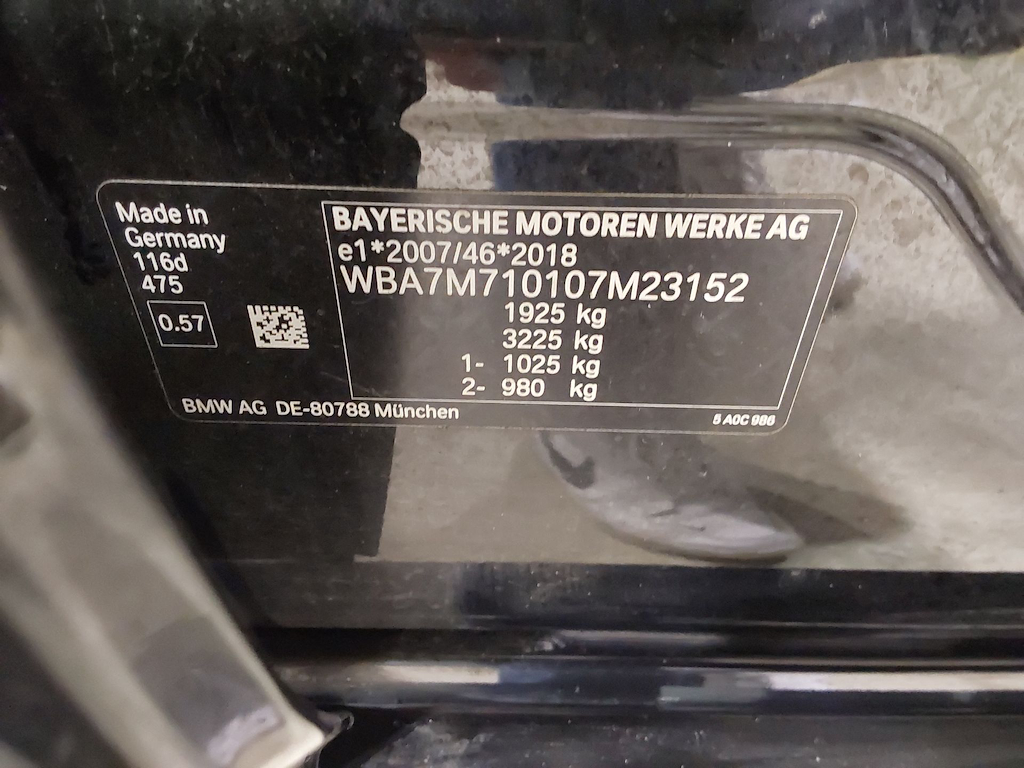 Made in
Germany
116d
475
0.57
BAYERISCHE MOTOREN WERKE AG
e1*2007/46*2018
WBA7M710107M23152
1925 kg
3225 kg
1- 1025 kg
2- 980 kg
BMW AG DE-80788 München
5 A0C 986